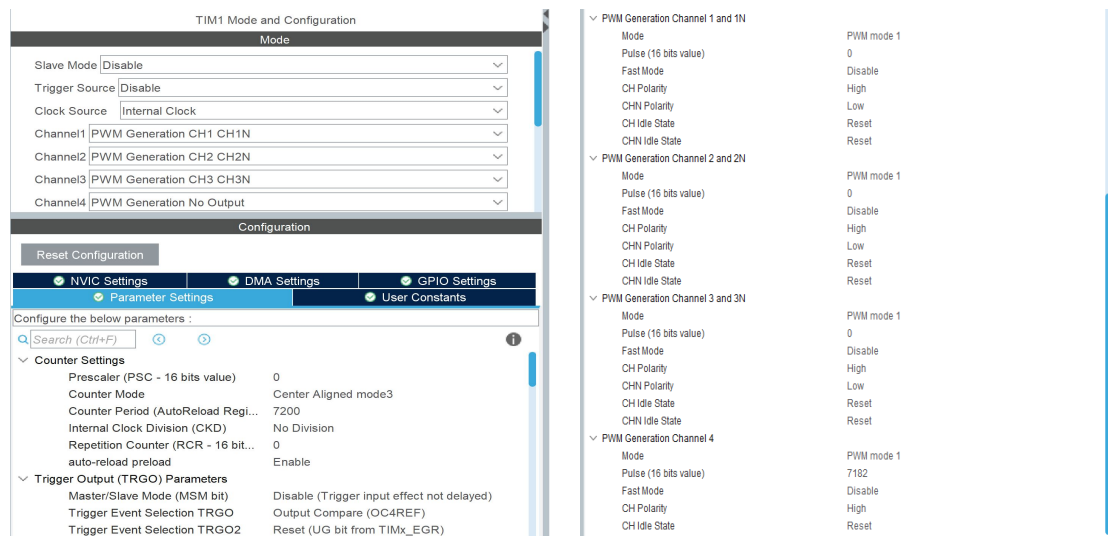 TIM1 Mode and Configuration
Mode
Slave Mode Disable
Trigger Source Disable
Clock Source Internal Clock
Channel1 PWM Generation CH1 CH1N
Channel2 PWM Generation CH2 CH2N
Channel3 PWM Generation CH3 CH3N
Channel4 PWM Generation No Output
Configuration
Reset Configuration
NVIC Settings DMA Settings GPIO Settings
Parameter Settings User Constants
Configure the below parameters :
Search (Ctrl+F)
Counter Settings
Prescaler (PSC - 16 bits value) 0
Counter Mode Center Aligned mode3
Counter Period (AutoReload Regi... 7200
Internal Clock Division (CKD) No Division
Repetition Counter (RCR - 16 bit... 0
auto-reload preload Enable
Trigger Output (TRGO) Parameters
Master/Slave Mode (MSM bit) Disable (Trigger input effect not delayed)
Trigger Event Selection TRGO Output Compare (OC4REF)
Trigger Event Selection TRGO2 Reset (UG bit from TIMx_EGR)
PWM Generation Channel 1 and 1N
Mode PWM mode 1
Pulse (16 bits value) 0
Fast Mode Disable
CH Polarity High
CHN Polarity Low
CH Idle State Reset
CHN Idle State Reset
PWM Generation Channel 2 and 2N
Mode PWM mode 1
Pulse (16 bits value) 0
Fast Mode Disable
CH Polarity High
CHN Polarity Low
CH Idle State Reset
CHN Idle State Reset
PWM Generation Channel 3 and 3N
Mode PWM mode 1
Pulse (16 bits value) 0
Fast Mode Disable
CH Polarity High
CHN Polarity Low
CH Idle State Reset
CHN Idle State Reset
PWM Generation Channel 4
Mode PWM mode 1
Pulse (16 bits value) 7182
Fast Mode Disable
CH Polarity High
CH Idle State Reset